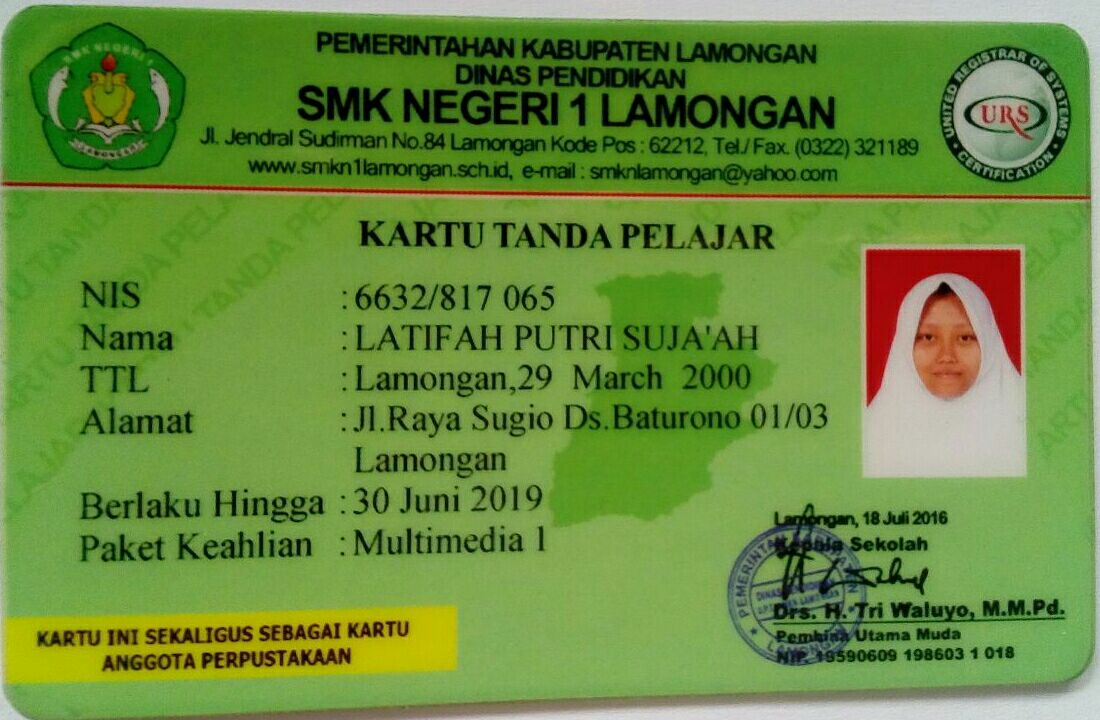 SMK NEGERI 1
LAMONGAN
PEMERINTAHAN KABUPATEN LAMONGAN
DINAS PENDIDIKAN
SMK NEGERI 1 LAMONGAN
Jl. Jendral Sudirman No.84 Lamongan Kode Pos : 62212, Tel./ Fax. (0322) 321189
www.smkn1lamongan.sch.id, e-mail : smknlamongan@yahoo.com
UNITED REGISTRAR OF SYSTEMS
URS
CERTIFICATION
KARTU TANDA PELAJAR
NIS : 6632/817 065
Nama : LATIFAH PUTRI SUJA'AH
TTL : Lamongan,29 March 2000
Alamat : Jl.Raya Sugio Ds.Baturono 01/03
Lamongan
Berlaku Hingga : 30 Juni 2019
Paket Keahlian : Multimedia 1
Lamongan, 18 Juli 2016
Kepala Sekolah
Drs. H. Tri Waluyo, M.M.Pd.
Pembina Utama Muda
NIP. 19590609 198603 1 018
KARTU INI SEKALIGUS SEBAGAI KARTU
ANGGOTA PERPUSTAKAAN